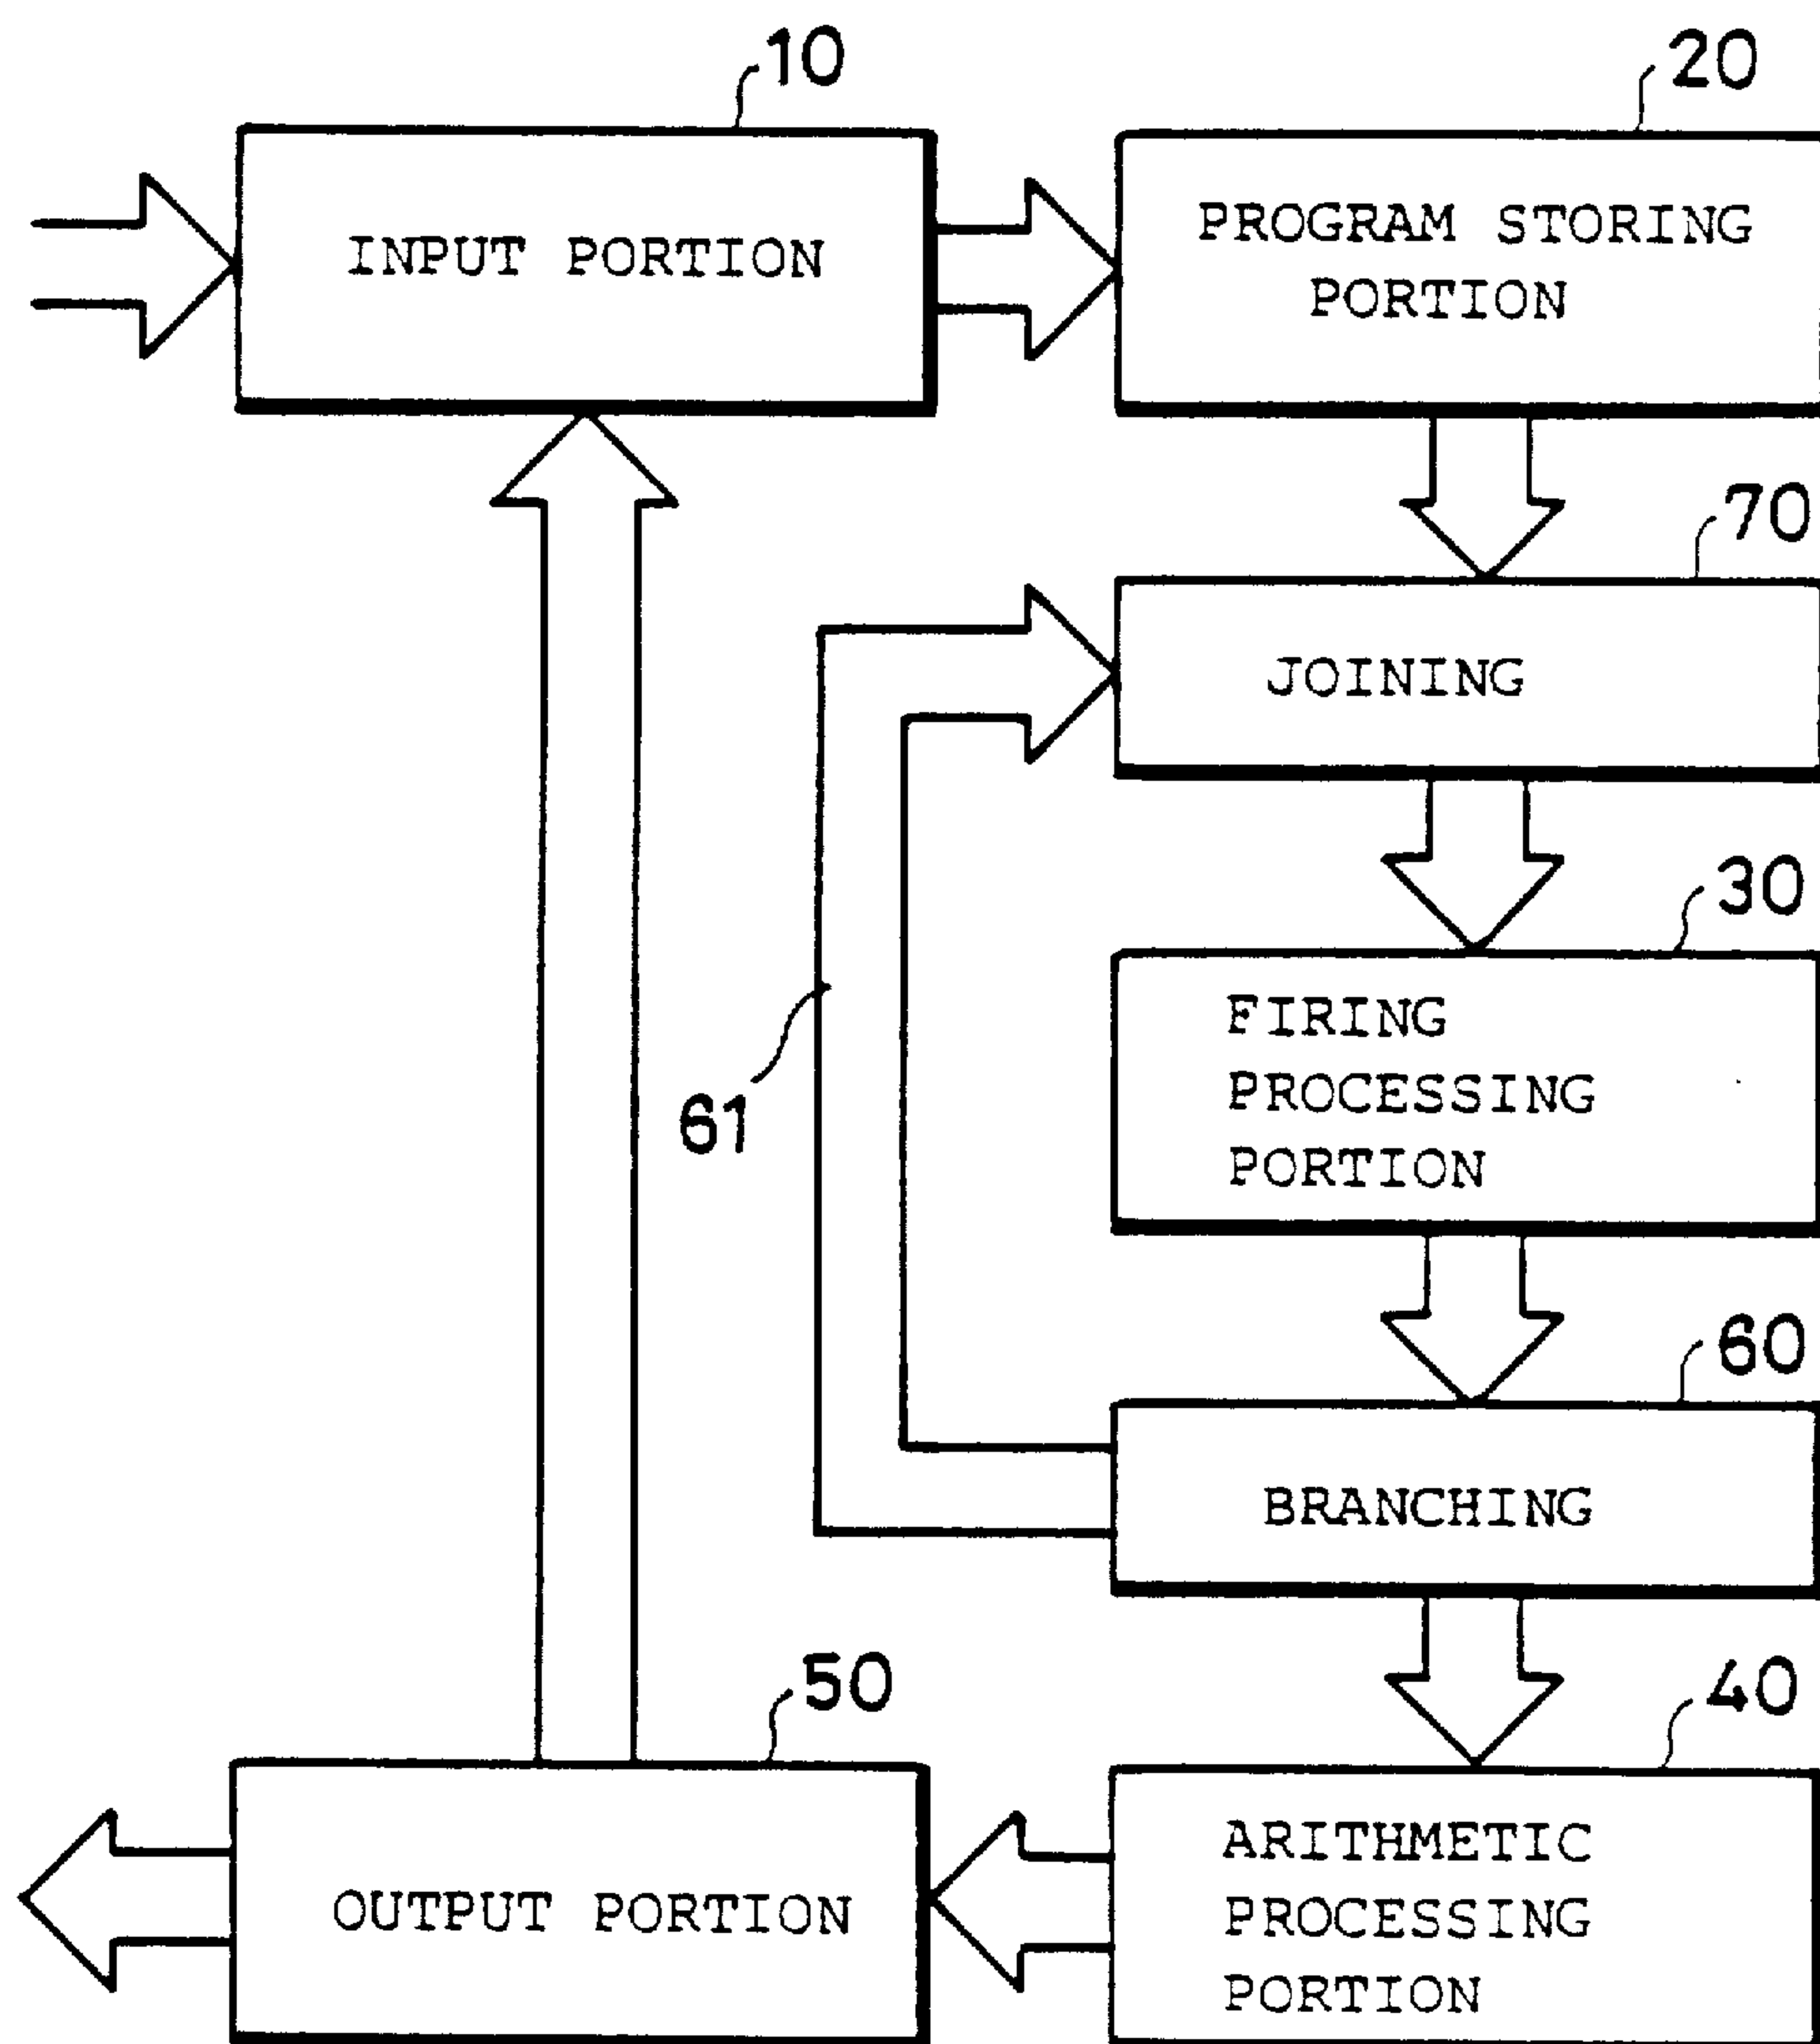 10
20
INPUT PORTION
PROGRAM STORING
PORTION
70
JOINING
30
FIRING
PROCESSING
PORTION
61
60
BRANCHING
50
40
OUTPUT PORTION
ARITHMETIC
PROCESSING
PORTION